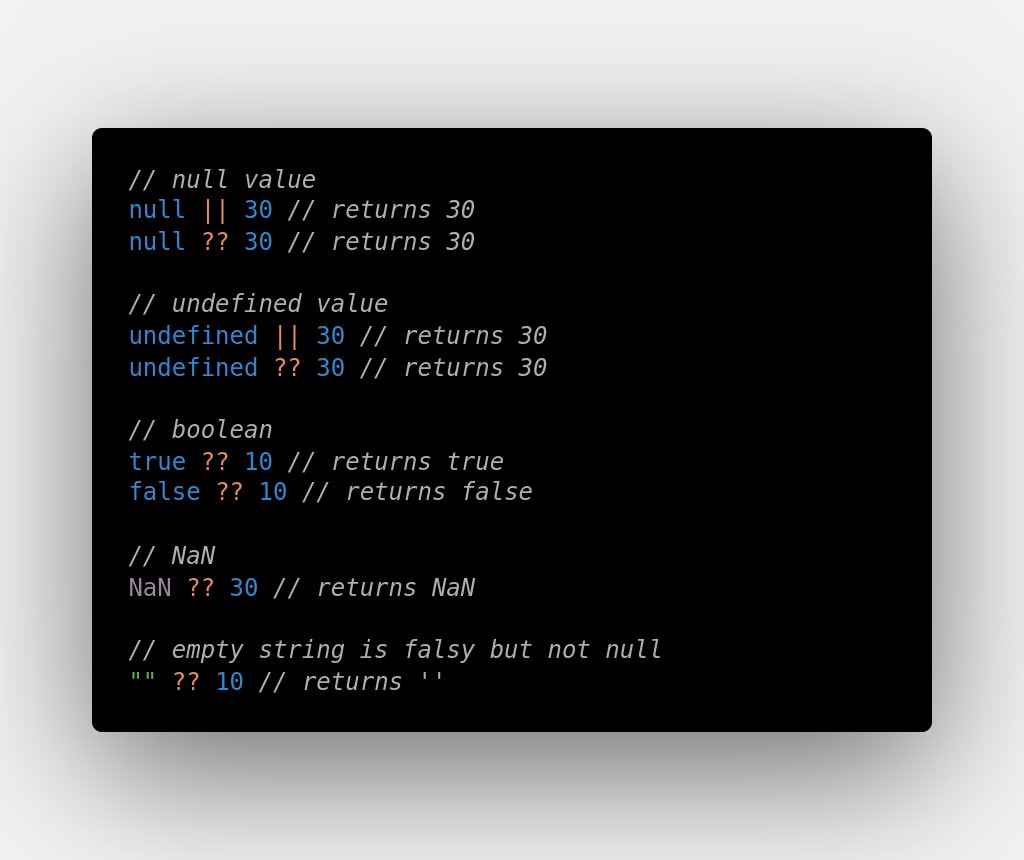 // null value
null || 30 // returns 30
null ?? 30 // returns 30
// undefined value
undefined || 30 // returns 30
undefined ?? 30 // returns 30
// boolean
true ?? 10 // returns true
false ?? 10 // returns false
// NaN
NaN ?? 30 // returns NaN
// empty string is falsy but not null
"" ?? 10 // returns ''